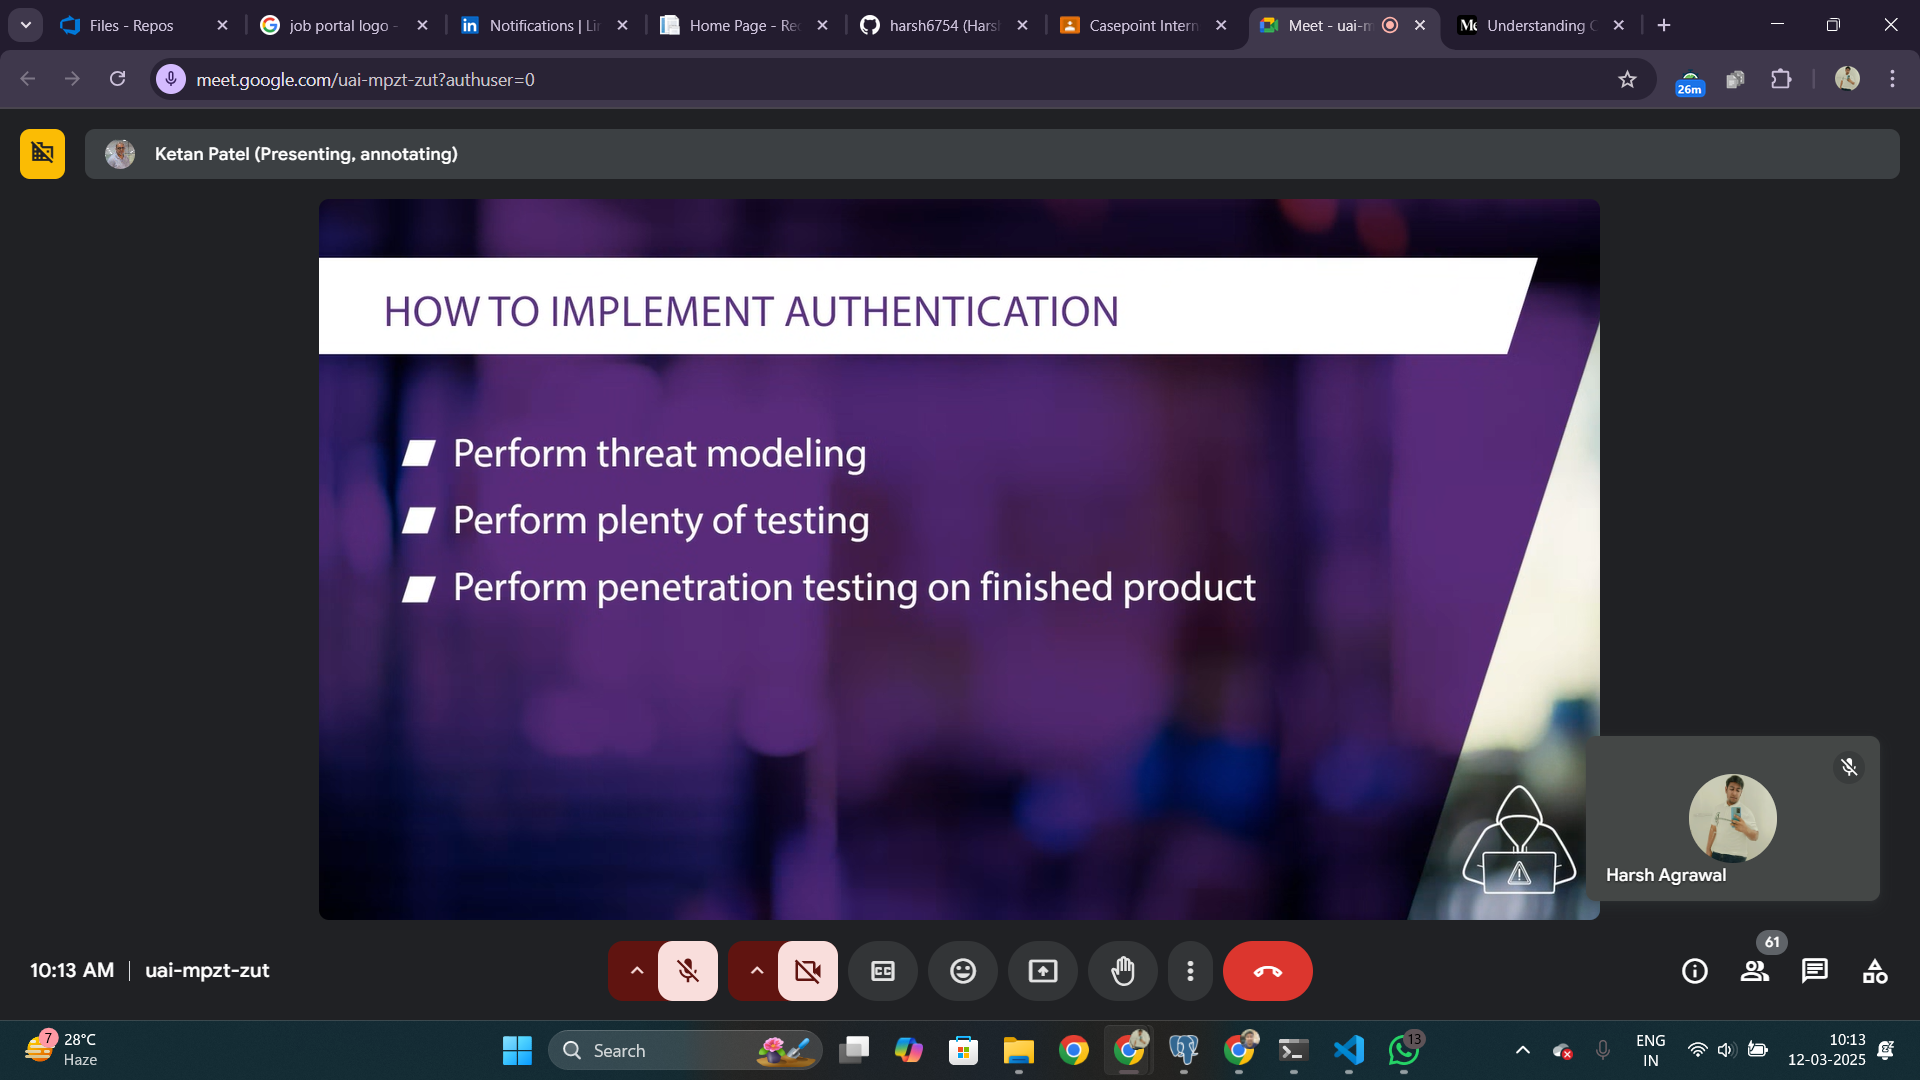 Files - Repos
job portal logo -
Notifications | Lin
Home Page - Re
harsh6754 (Harsh
Casepoint Intern
Meet - uai-m
Understanding
meet.google.com/uai-mpzt-zut?authuser=0
26m
Ketan Patel (Presenting, annotating)
HOW TO IMPLEMENT AUTHENTICATION
Perform threat modeling
Perform plenty of testing
Perform penetration testing on finished product
Harsh Agrawal
10:13 AM | uai-mpzt-zut
61
7
28°C
Haze
Search
13
ENG
IN
10:13
12-03-2025